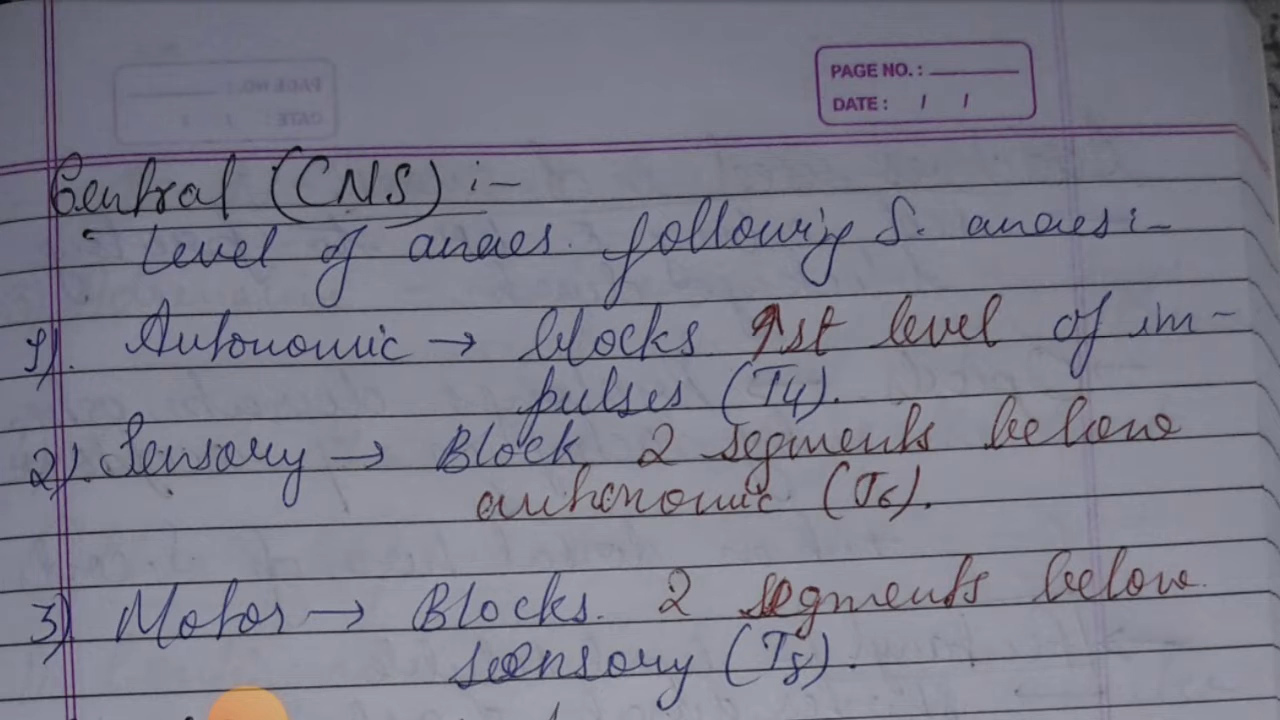 PAGE NO. :
DATE : / /
Central (CNS) :-
Level of anaes. following S. anaes :-
1). Autonomic → blocks 1st level of im-
pulses (T4).
2). Sensory → Block 2 segments below
autonomic (T6).
3) Motor → Blocks. 2 segments below.
sensory (T8).